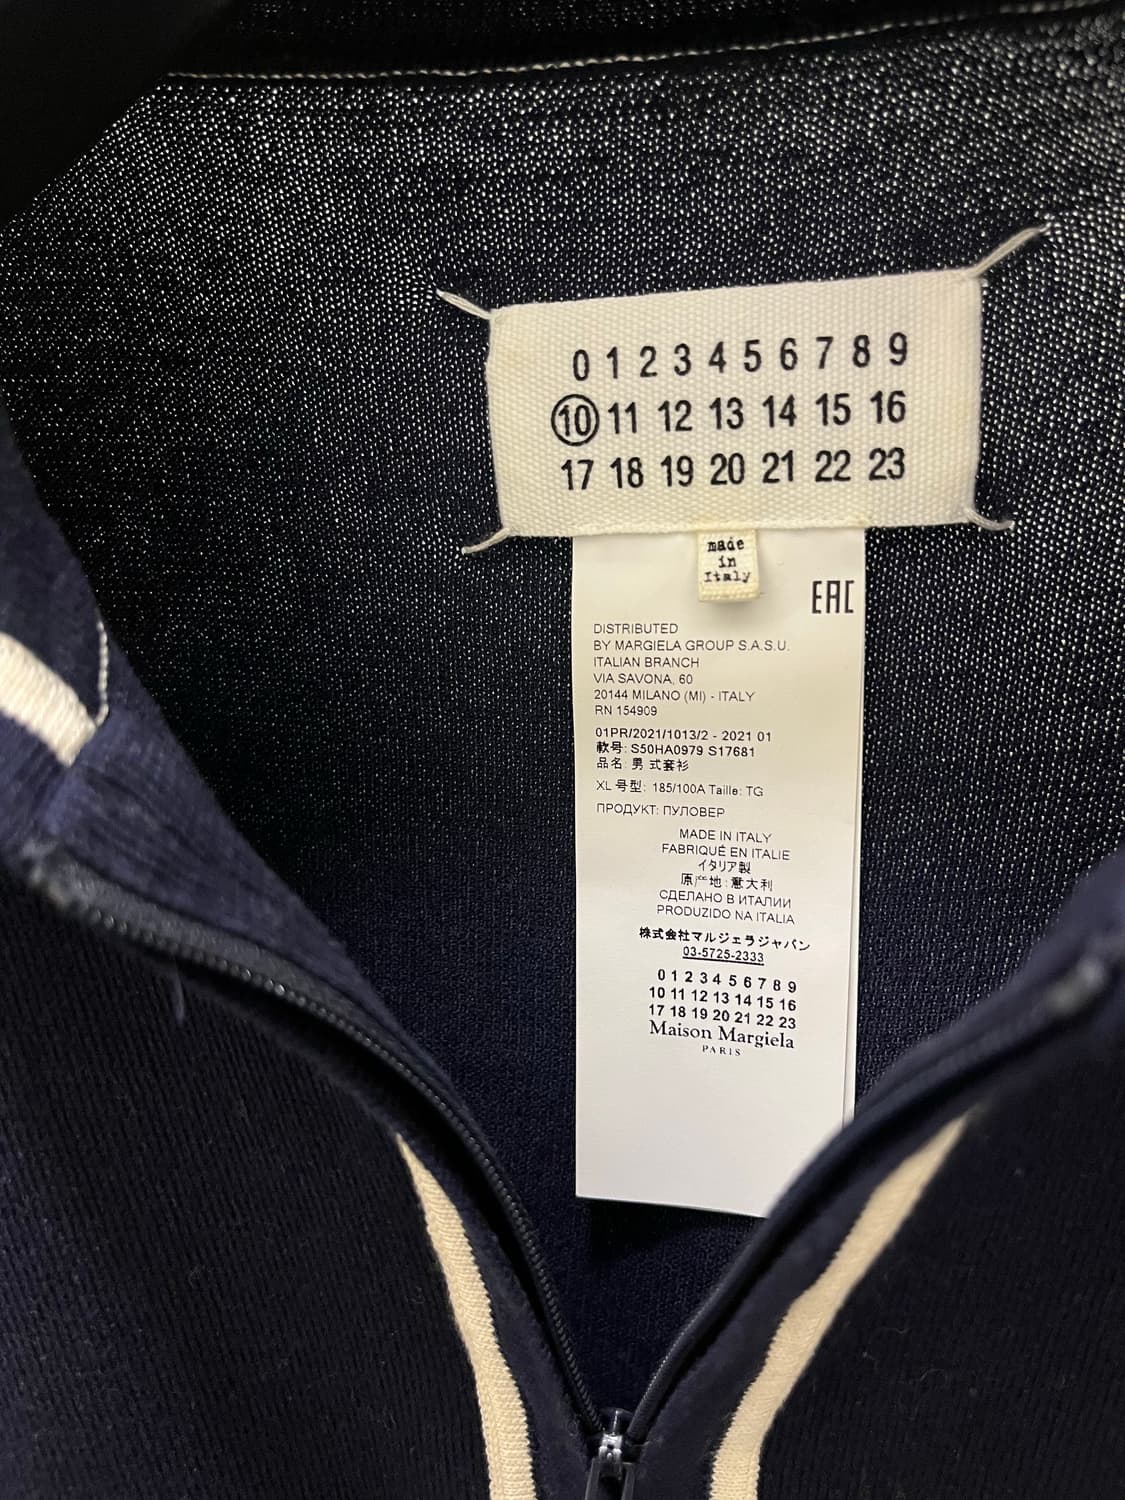 0 1 2 3 4 5 6 7 8 9
10 11 12 13 14 15 16
17 18 19 20 21 22 23
made
in
Italy
EAC
DISTRIBUTED
BY MARGIELA GROUP S.A.S.U.
ITALIAN BRANCH
VIA SAVONA, 60
20144 MILANO (MI) - ITALY
RN 154909
01PR/2021/1013/2 - 2021 01
款号: S50HA0979 S17681
品名: 男 式套衫
XL 号型: 185/100A Taille: TG
ПРОДУКТ: ПУЛОВЕР
MADE IN ITALY
FABRIQUÉ EN ITALIE
イタリア製
原产地: 意大利
СДЕЛАНО В ИТАЛИИ
PRODUZIDO NA ITALIA
株式会社マルジェラジャパン
03-5725-2333
0 1 2 3 4 5 6 7 8 9
10 11 12 13 14 15 16
17 18 19 20 21 22 23
Maison Margiela
PARIS